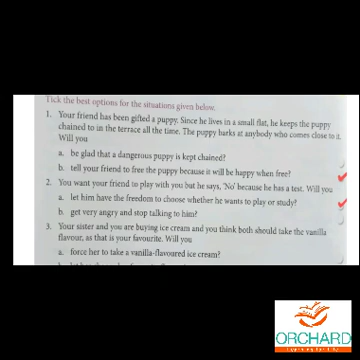 Tick the best options for the situations given below.
1. Your friend has been gifted a puppy. Since he lives in a small flat, he keeps the puppy
chained to in the terrace all the time. The puppy barks at anybody who comes close to it.
Will you
a. be glad that a dangerous puppy is kept chained?
b. tell your friend to free the puppy because it will be happy when free?
2. You want your friend to play with you but he says, 'No' because he has a test. Will you
a. let him have the freedom to choose whether he wants to play or study?
b. get very angry and stop talking to him?
3. Your sister and you are buying ice cream and you think both should take the vanilla
flavour, as that is your favourite. Will you
a. force her to take a vanilla-flavoured ice cream?
ORCHARD